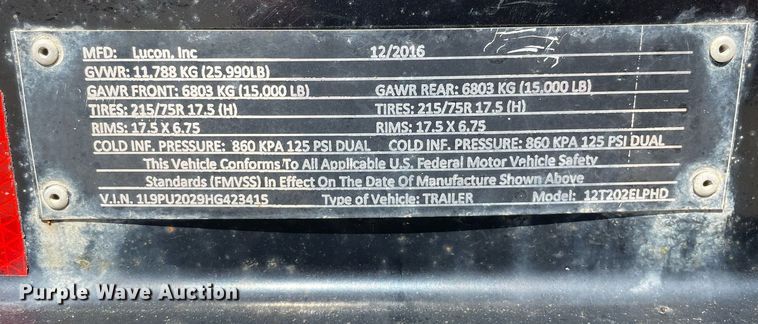 MFD: Lucon, Inc 12/2016
GVWR: 11,788 KG (25.990LB)
GAWR FRONT: 6803 KG (15.000 LB) GAWR REAR: 6803 KG (15.000 LB)
TIRES: 215/75R 17.5 (H) TIRES: 215/75R 17.5 (H)
RIMS: 17.5 X 6.75 RIMS: 17.5 X 6.75
COLD INF. PRESSURE: 860 KPA 125 PSI DUAL COLD INF. PRESSURE: 860 KPA 125 PSI DUAL
This Vehicle Conforms To All Applicable U.S. Federal Motor Vehicle Safety
Standards (FMVSS) in Effect On The Date Of Manufacture Shown Above
V.I.N. 1L9PU2029HG423415 Type of Vehicle: TRAILER Model: 12T202ELPHD
Purple Wave Auction